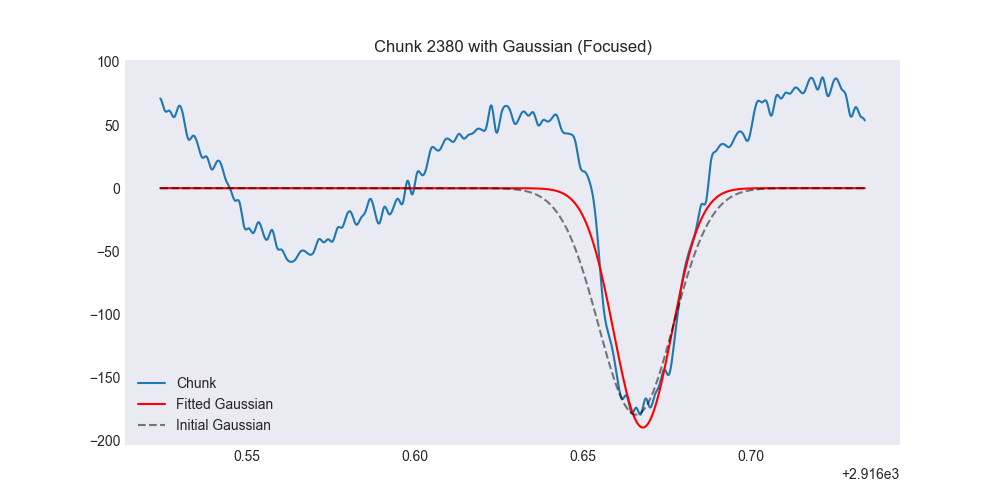 Chunk 2380 with Gaussian (Focused)
100
50
0
−50
−100
−150
−200
Chunk
Fitted Gaussian
Initial Gaussian
0.55 0.60 0.65 0.70
+2.916e3